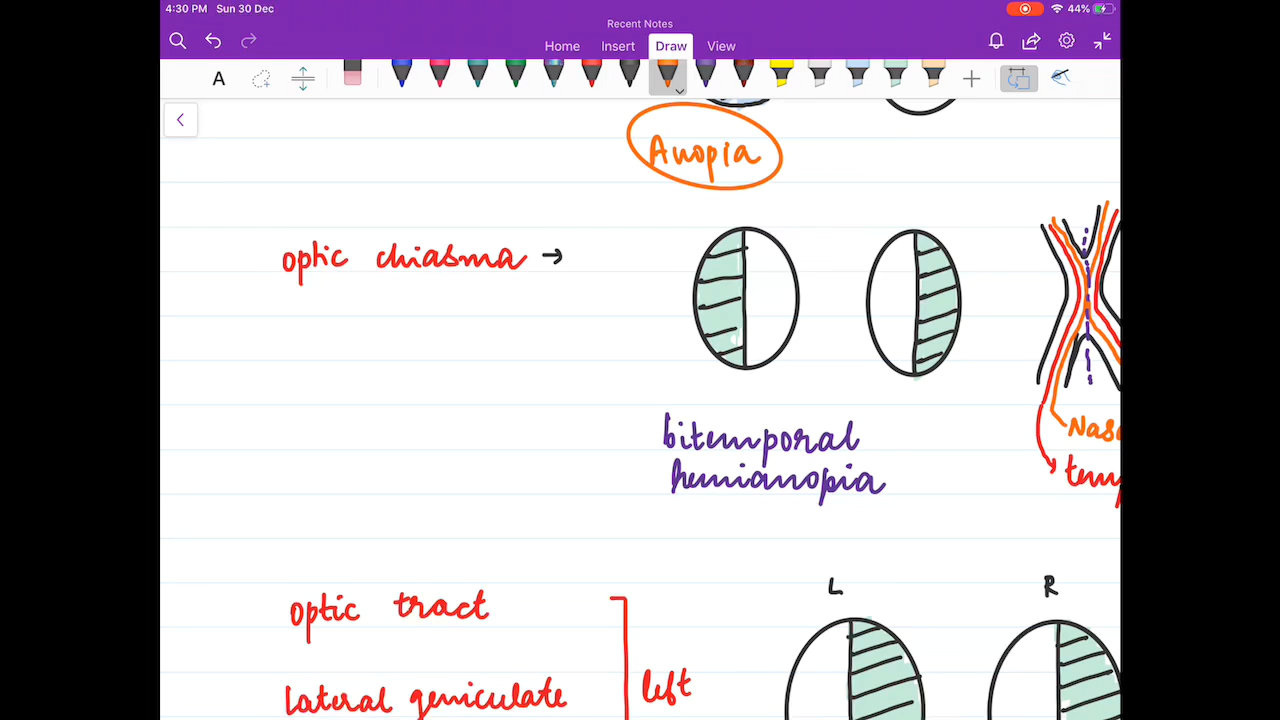 4:30 PM Sun 30 Dec
44%
Recent Notes
Home Insert Draw View
A
Anopia
optic chiasma →
bitemporal
hemianopia
L R
optic tract
lateral geniculate
left